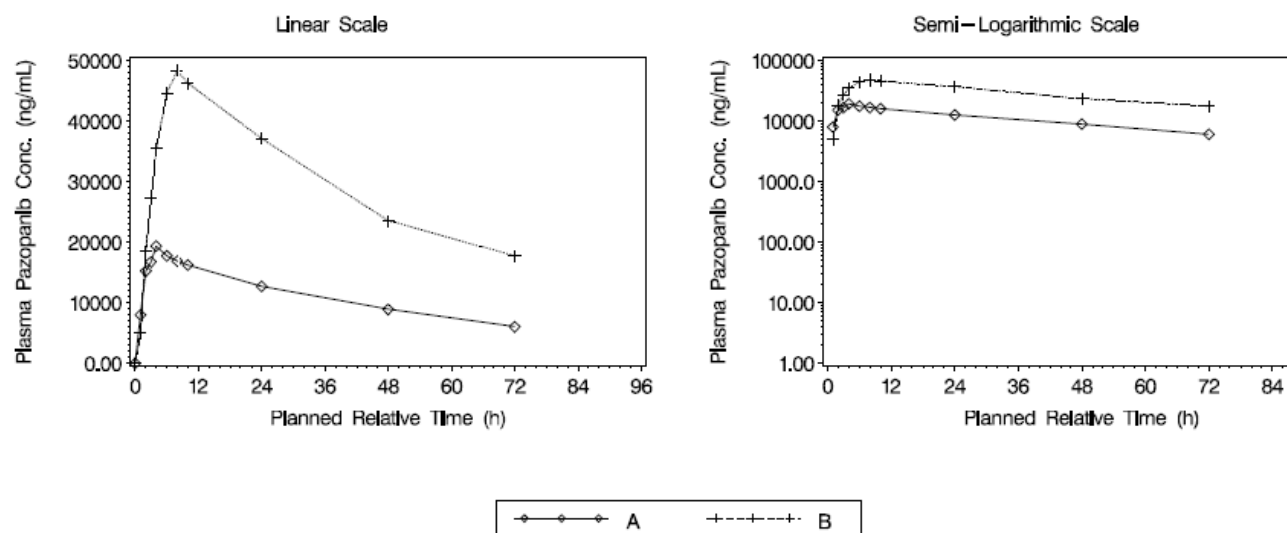 Linear Scale
Plasma Pazopanib Conc. (ng/mL)
50000
40000
30000
20000
10000
0.00
0 12 24 36 48 60 72 84 96
Planned Relative Time (h)
Semi-Logarithmic Scale
Plasma Pazopanib Conc. (ng/mL)
100000
10000
1000.0
100.00
10.00
1.00
0 12 24 36 48 60 72 84
Planned Relative Time (h)
A B